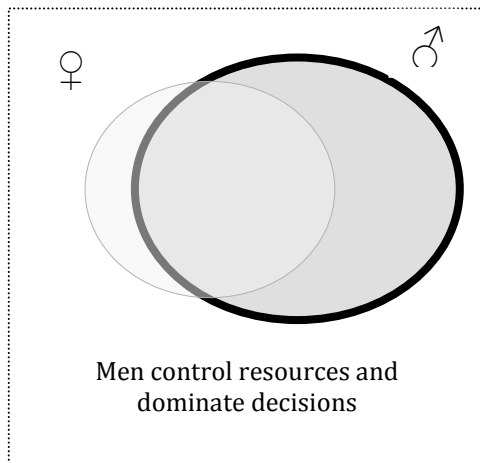 ♀ ♂
Men control resources and
dominate decisions